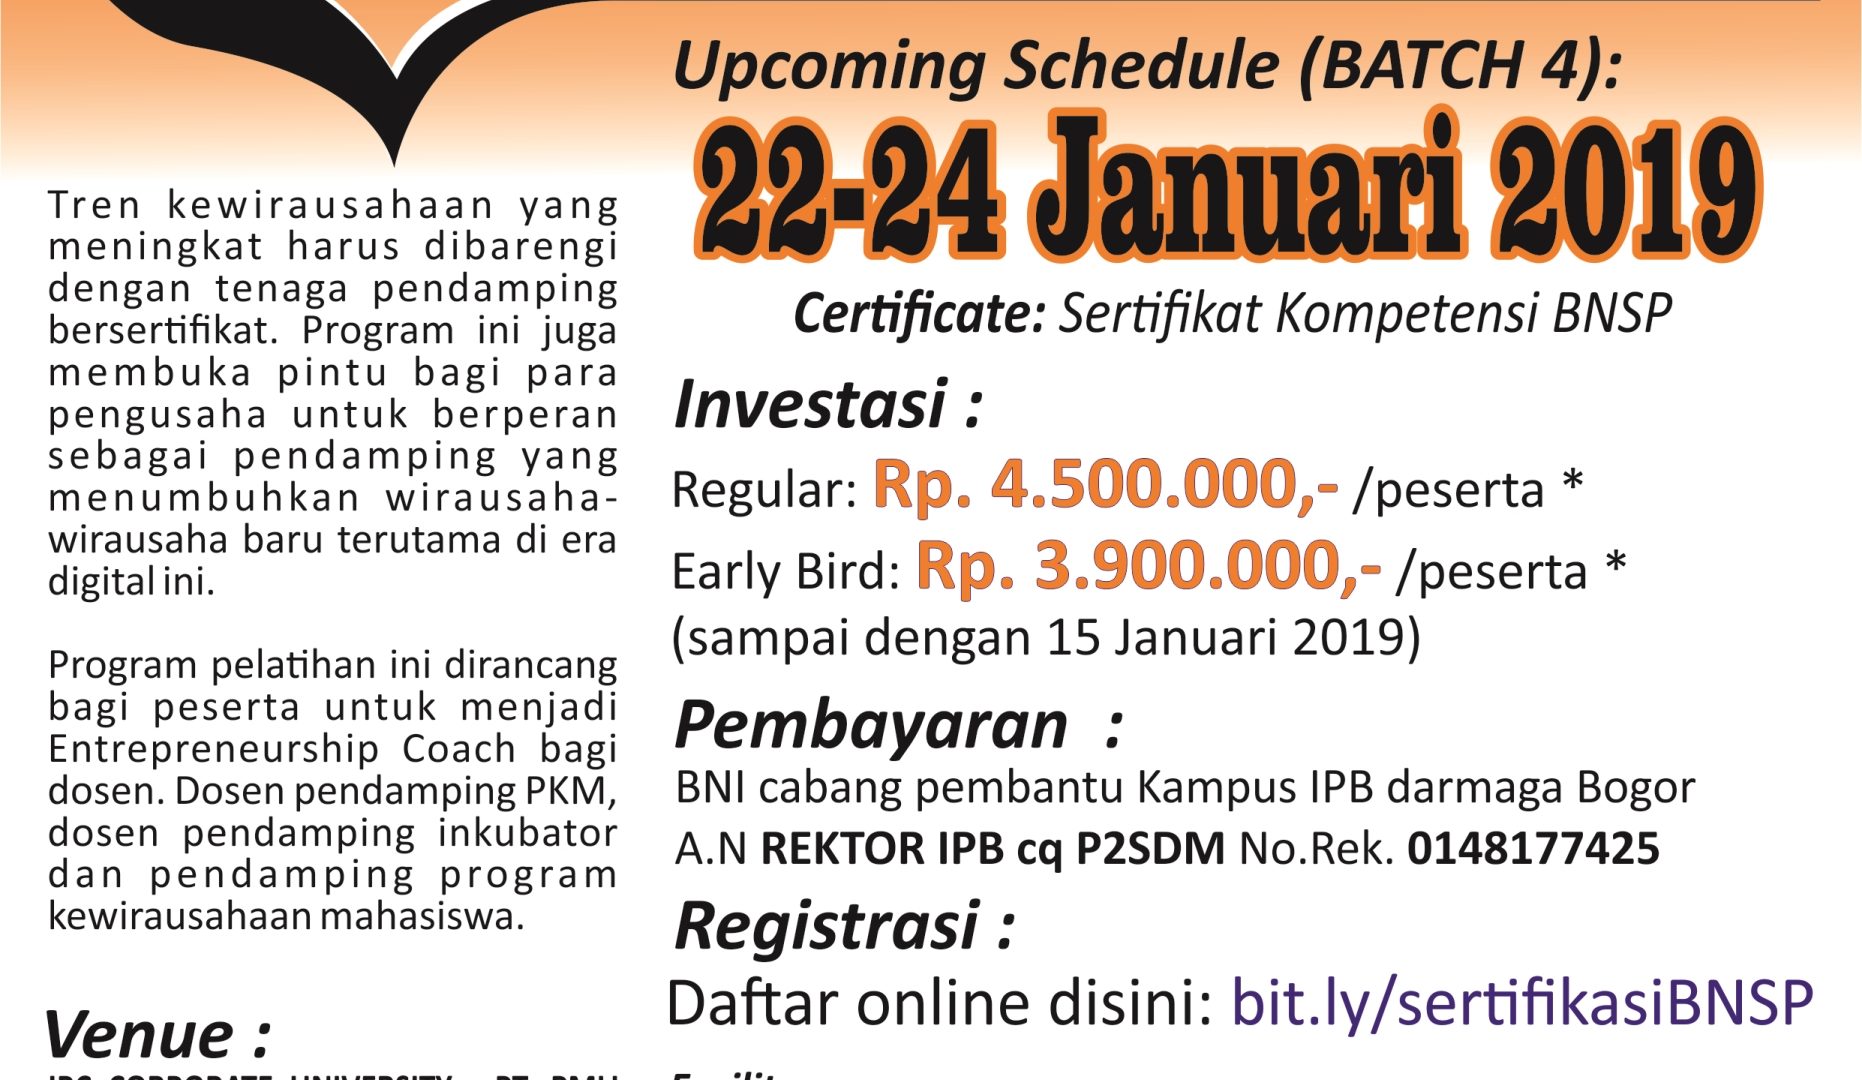 Upcoming Schedule (BATCH 4):
22-24 Januari 2019
Certificate: Sertifikat Kompetensi BNSP
Tren kewirausahaan yang
meningkat harus dibarengi
dengan tenaga pendamping
bersertifikat. Program ini juga
membuka pintu bagi para
pengusaha untuk berperan
sebagai pendamping yang
menumbuhkan wirausaha-
wirausaha baru terutama di era
digital ini.
Program pelatihan ini dirancang
bagi peserta untuk menjadi
Entrepreneurship Coach bagi
dosen. Dosen pendamping PKM,
dosen pendamping inkubator
dan pendamping program
kewirausahaan mahasiswa.
Venue :
Investasi :
Regular: Rp. 4.500.000,- /peserta *
Early Bird: Rp. 3.900.000,- /peserta *
(sampai dengan 15 Januari 2019)
Pembayaran :
BNI cabang pembantu Kampus IPB darmaga Bogor
A.N REKTOR IPB cq P2SDM No.Rek. 0148177425
Registrasi :
Daftar online disini: bit.ly/sertifikasiBNSP